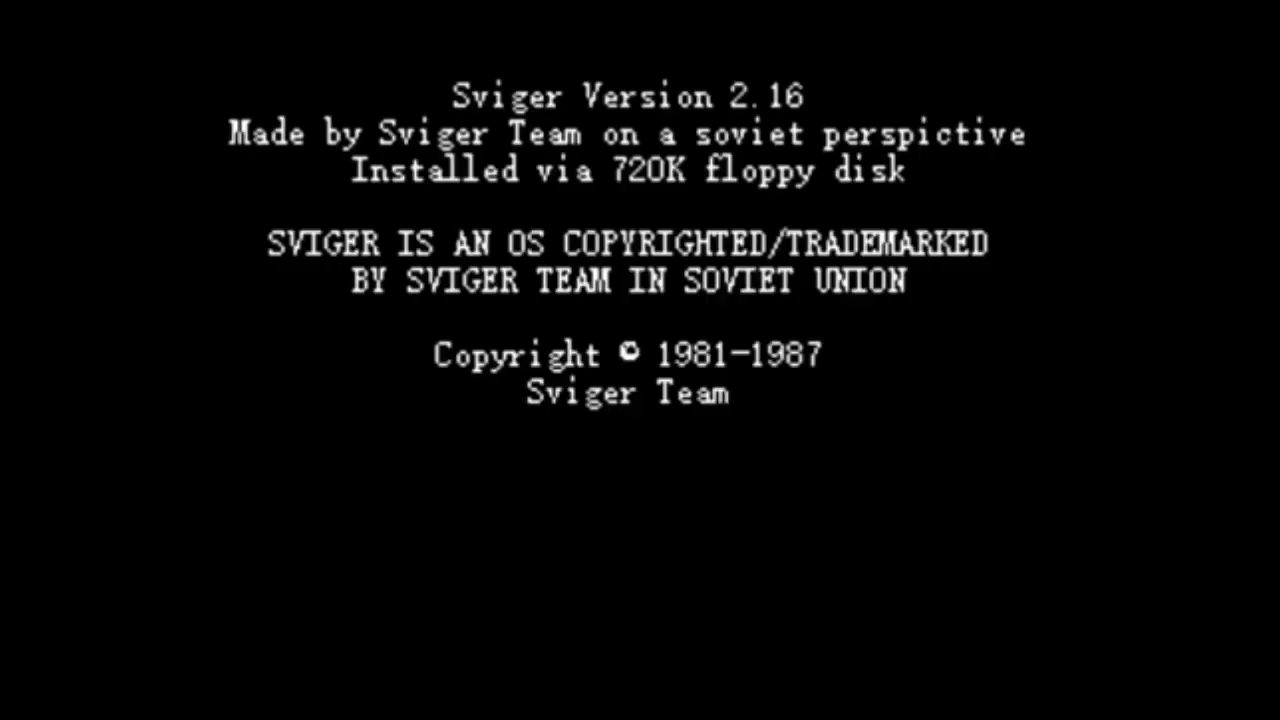 Sviger Version 2.16
Made by Sviger Team on a soviet perspictive
Installed via 720K floppy disk
SVIGER IS AN OS COPYRIGHTED/TRADEMARKED
BY SVIGER TEAM IN SOVIET UNION
Copyright © 1981-1987
Sviger Team